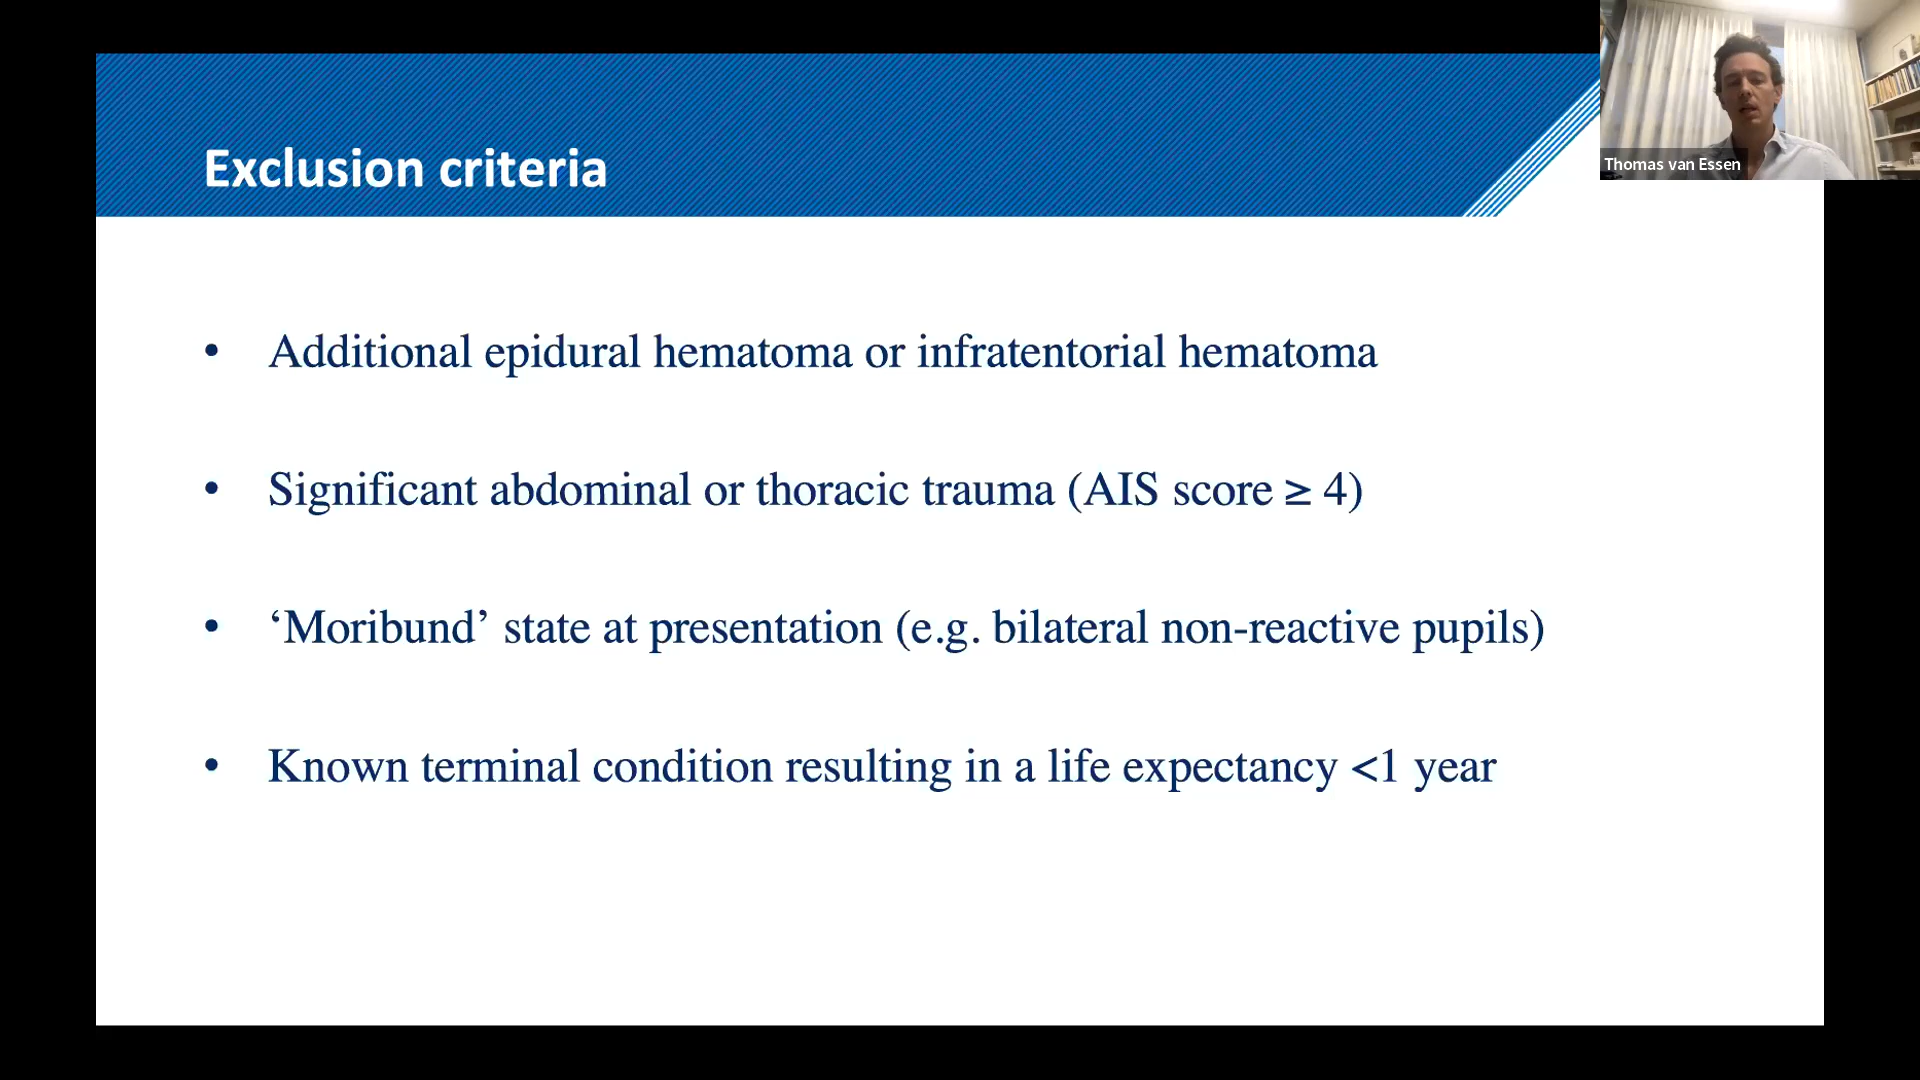 Exclusion criteria
Thomas van Essen
• Additional epidural hematoma or infratentorial hematoma
• Significant abdominal or thoracic trauma (AIS score ≥ 4)
• ‘Moribund’ state at presentation (e.g. bilateral non-reactive pupils)
• Known terminal condition resulting in a life expectancy <1 year